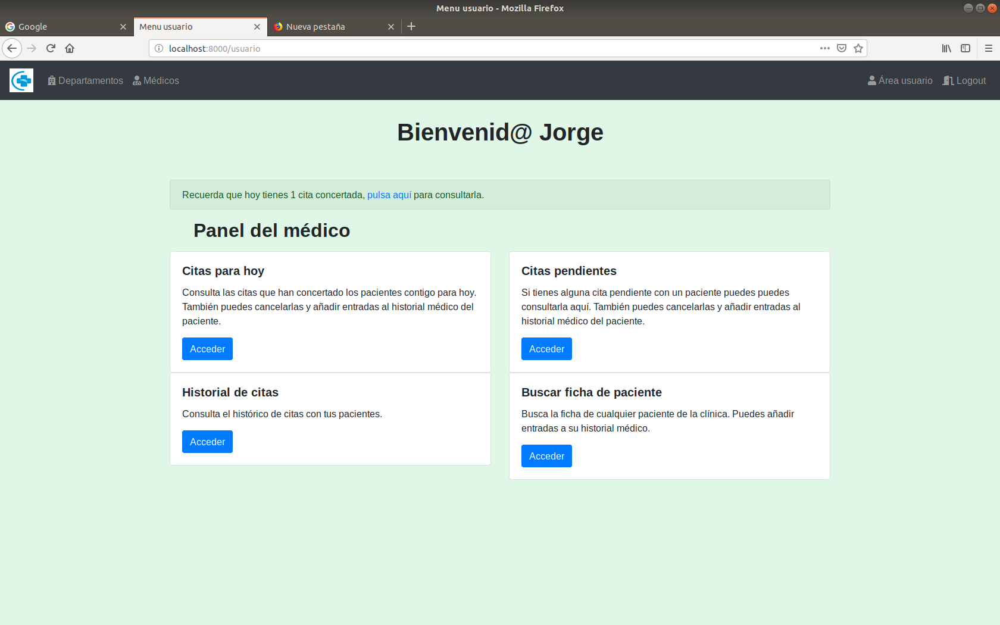 Menu usuario - Mozilla Firefox
Google
Menu usuario
Nueva pestaña
localhost:8000/usuario
Departamentos
Médicos
Área usuario
Logout
Bienvenid@ Jorge
Recuerda que hoy tienes 1 cita concertada, pulsa aquí para consultarla.
Panel del médico
Citas para hoy
Consulta las citas que han concertado los pacientes contigo para hoy.
También puedes cancelarlas y añadir entradas al historial médico del
paciente.
Acceder
Citas pendientes
Si tienes alguna cita pendiente con un paciente puedes puedes
consultarla aquí. También puedes cancelarlas y añadir entradas al
historial médico del paciente.
Acceder
Historial de citas
Consulta el histórico de citas con tus pacientes.
Acceder
Buscar ficha de paciente
Busca la ficha de cualquier paciente de la clínica. Puedes añadir
entradas a su historial médico.
Acceder